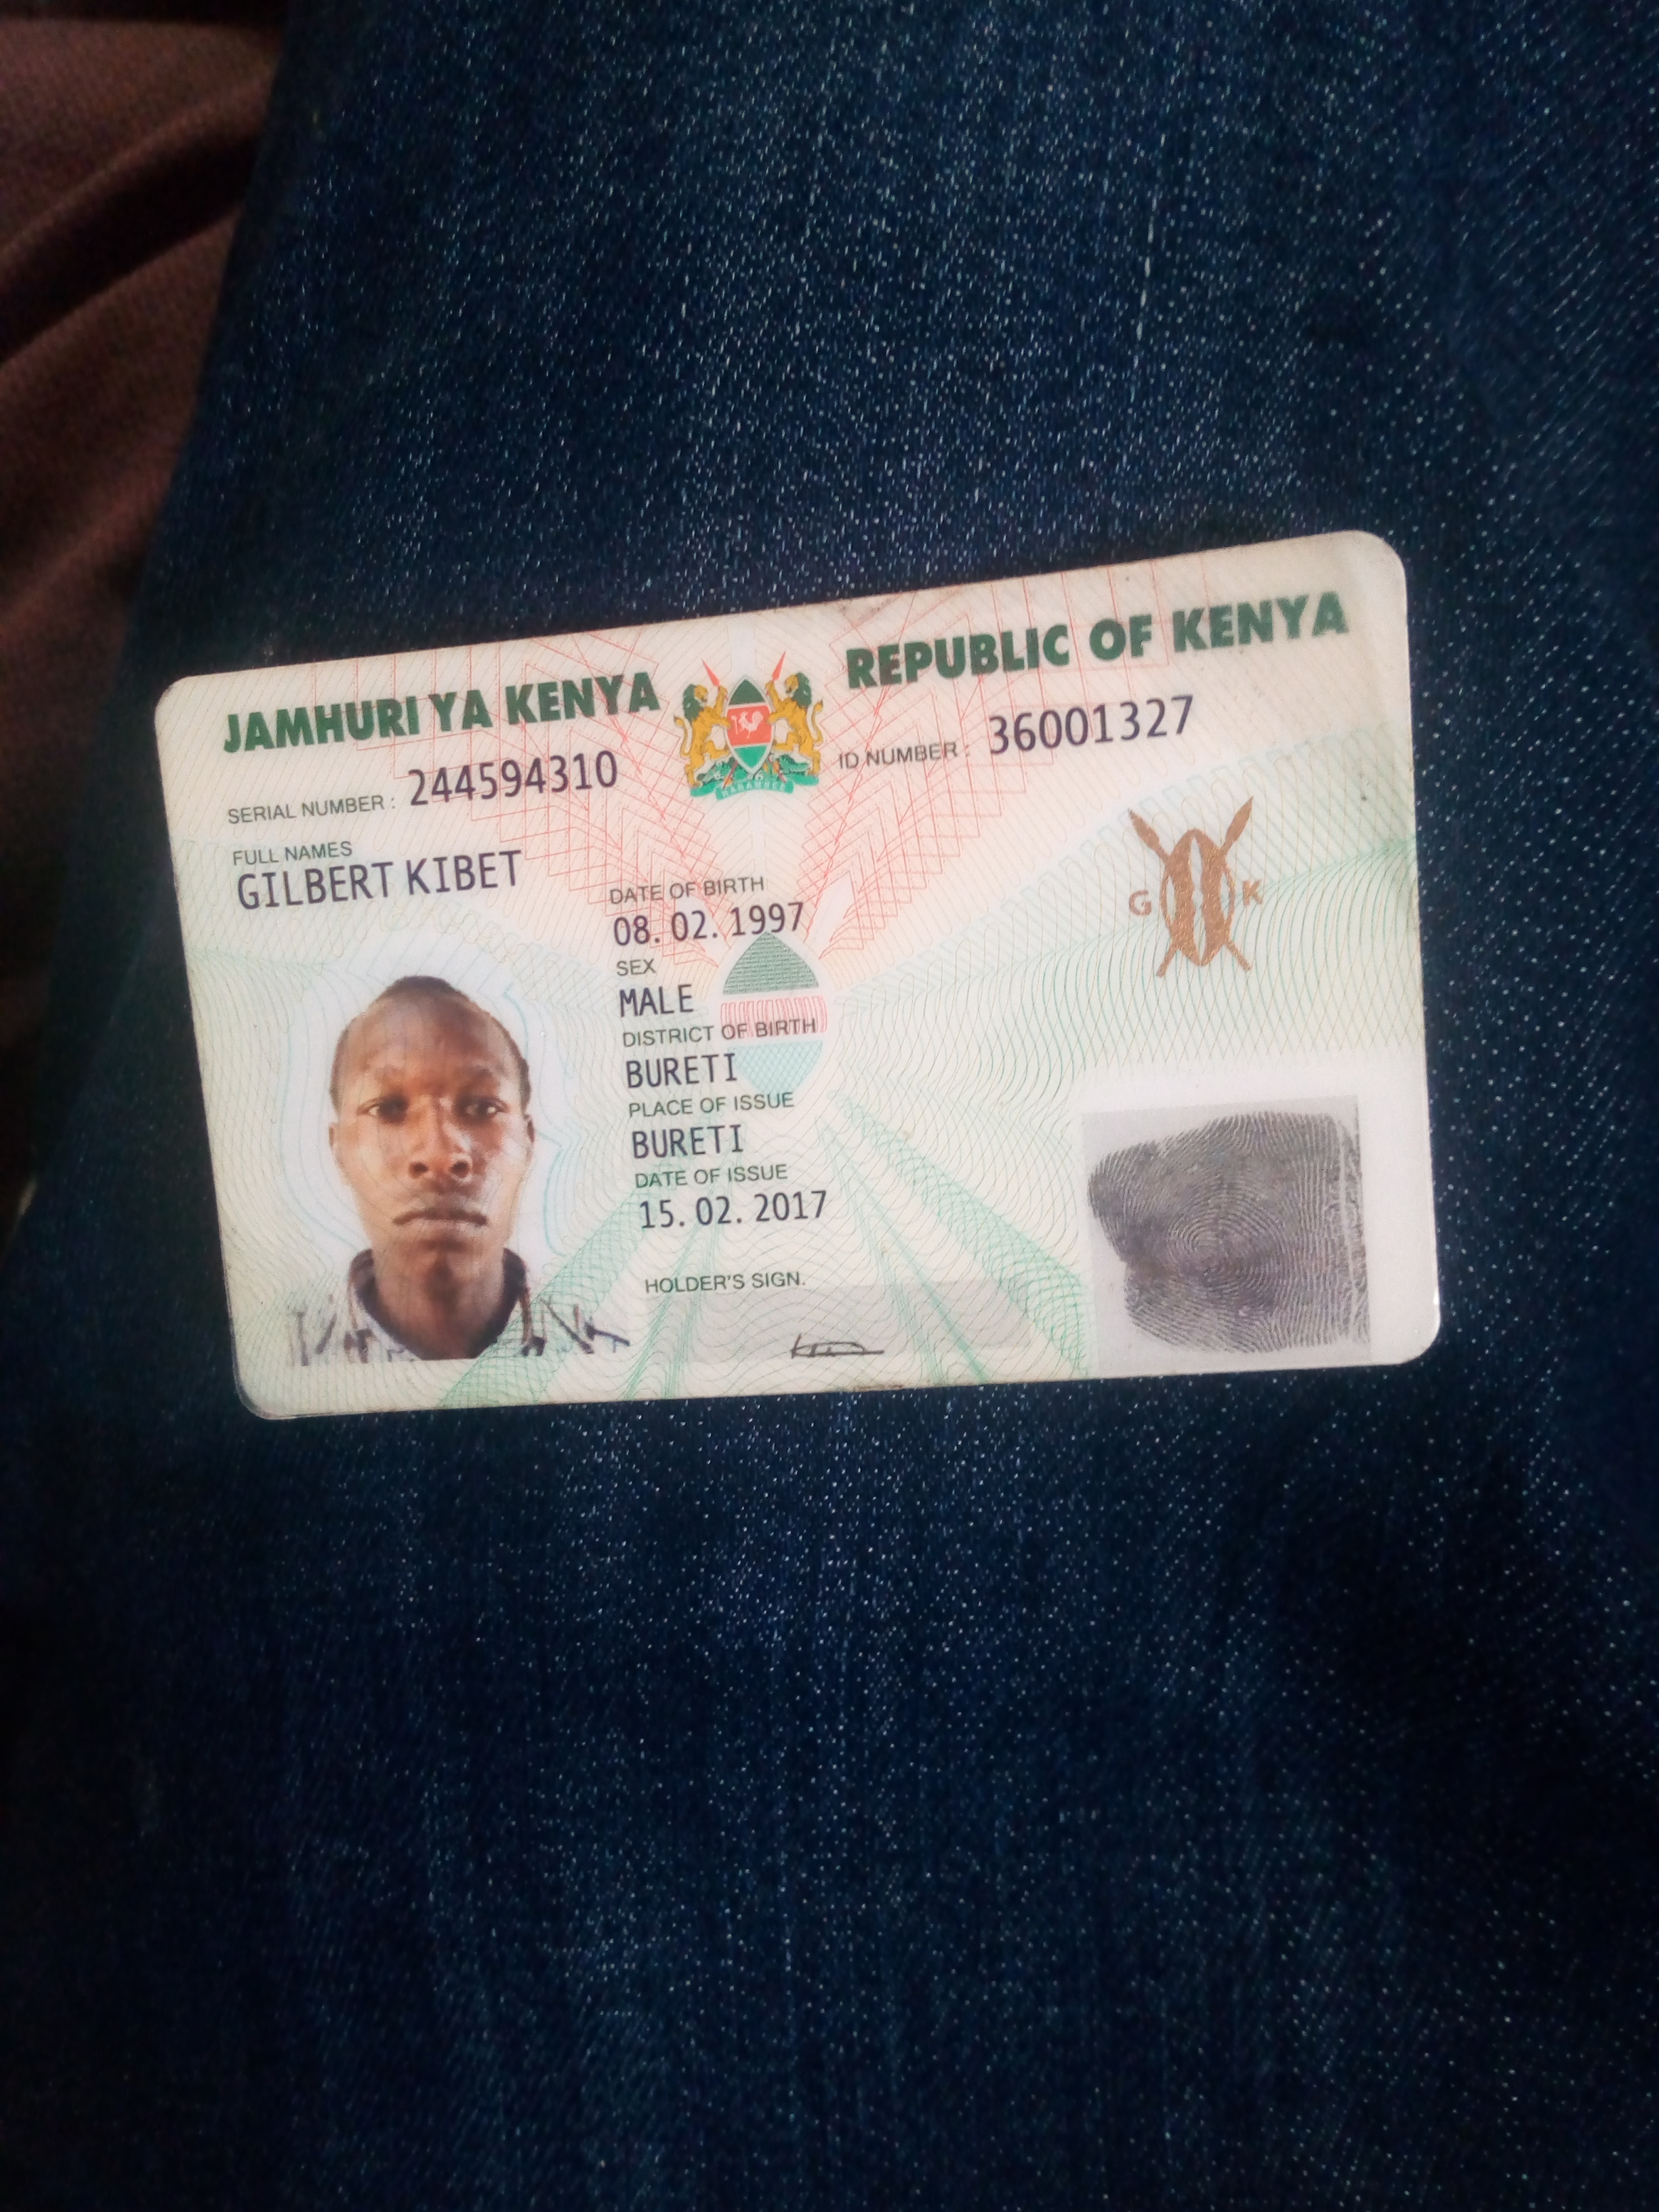 JAMHURI YA KENYA
REPUBLIC OF KENYA
SERIAL NUMBER : 244594310
ID NUMBER : 36001327
FULL NAMES
GILBERT KIBET
DATE OF BIRTH
08. 02. 1997
SEX
MALE
DISTRICT OF BIRTH
BURETI
PLACE OF ISSUE
BURETI
DATE OF ISSUE
15. 02. 2017
HOLDER'S SIGN.
G K
HARAMBEE